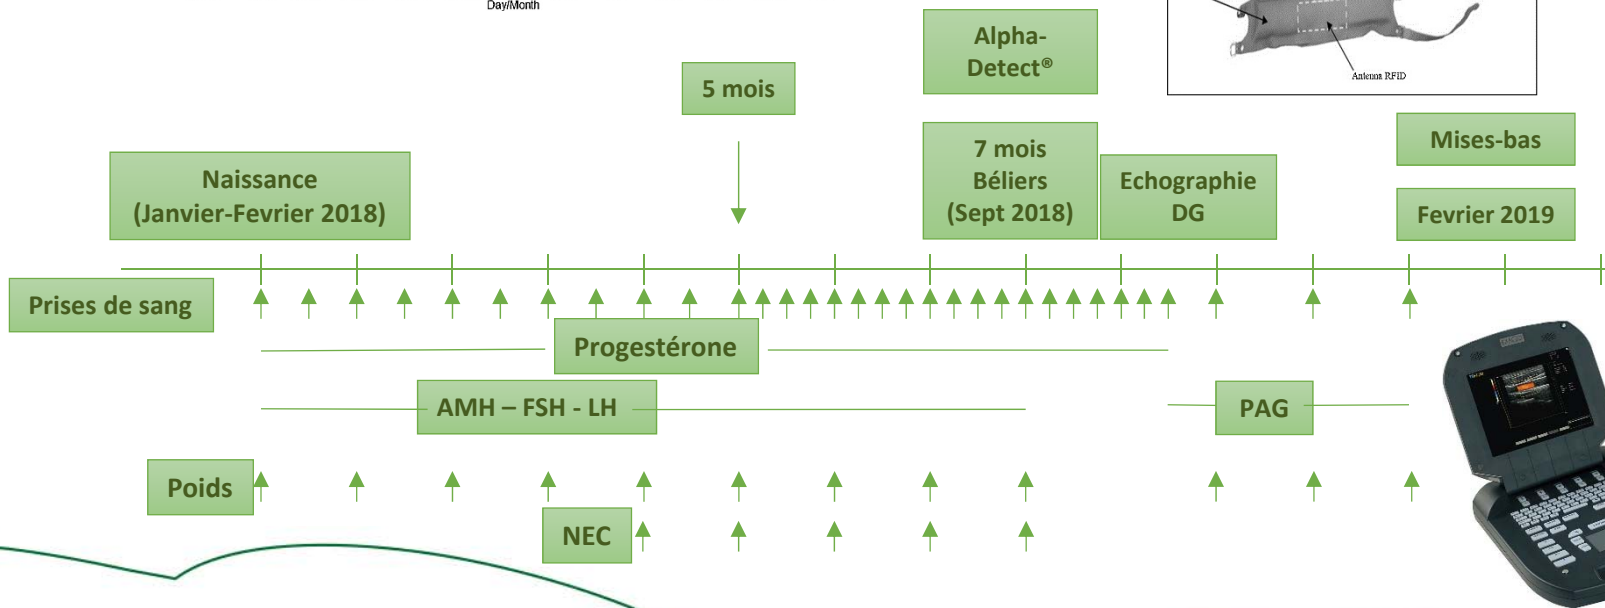 Day/Month
Antenna RFID
Alpha-
Detect®
5 mois
7 mois
Béliers
(Sept 2018)
Echographie
DG
Mises-bas
Fevrier 2019
Naissance
(Janvier-Fevrier 2018)
Prises de sang
Progestérone
AMH – FSH - LH
PAG
Poids
NEC